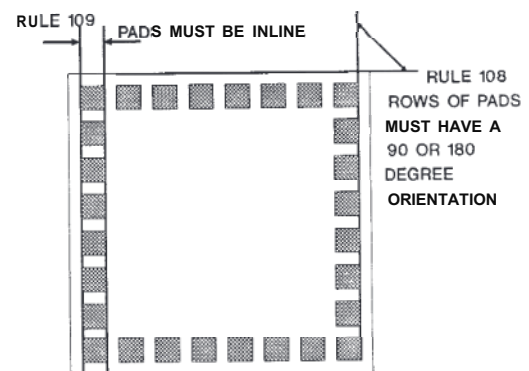 RULE 109
PADS MUST BE INLINE
RULE 108
ROWS OF PADS
MUST HAVE A
90 OR 180
DEGREE
ORIENTATION